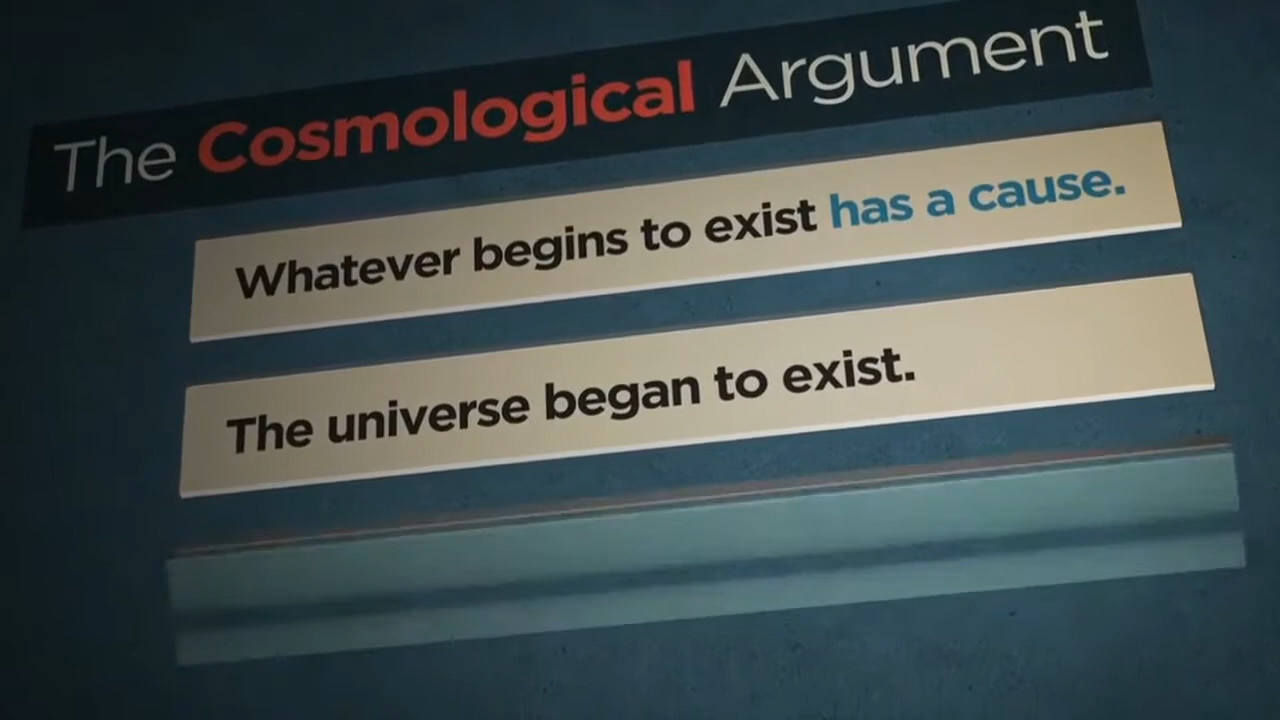 The Cosmological Argument
Whatever begins to exist has a cause.
The universe began to exist.